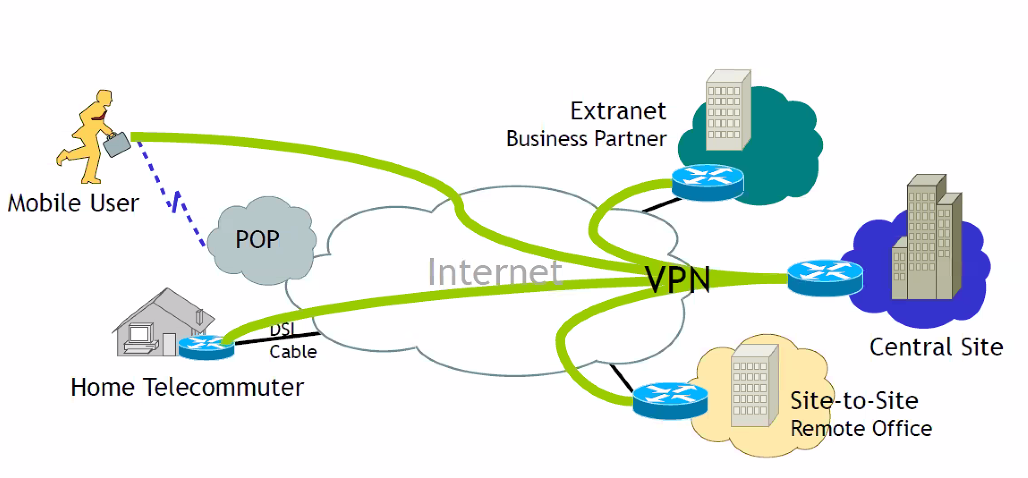 Extranet
Business Partner
Mobile User
POP
Internet
VPN
DSL
Cable
Central Site
Home Telecommuter
Site-to-Site
Remote Office